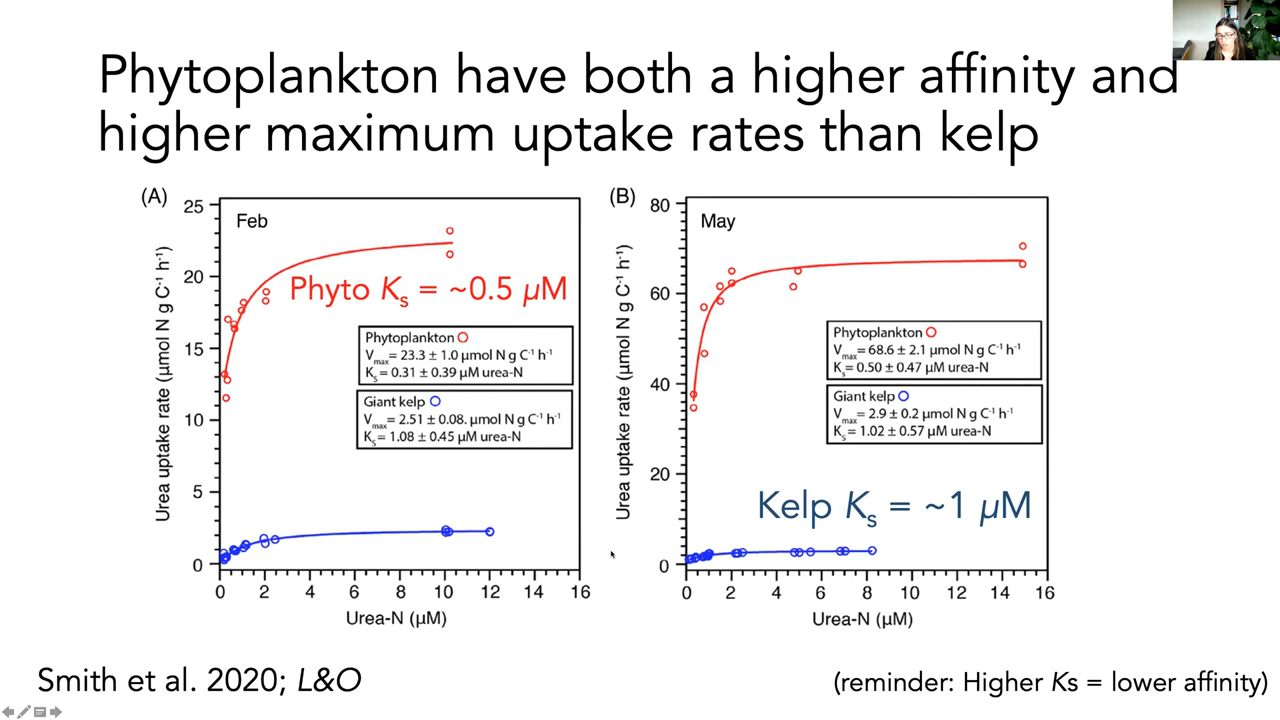 Phytoplankton have both a higher affinity and
higher maximum uptake rates than kelp
(A)
Feb
25
20
15
10
5
0
Urea uptake rate (µmol N g C⁻¹ h⁻¹)
Phyto Kₛ = ~0.5 µM
Phytoplankton
Vmax = 23.3 ± 1.0 µmol N g C⁻¹ h⁻¹
Kₛ = 0.31 ± 0.39 µM urea-N
Giant kelp
Vmax = 2.51 ± 0.08. µmol N g C⁻¹ h⁻¹
Kₛ = 1.08 ± 0.45 µM urea-N
0 2 4 6 8 10 12 14 16
Urea-N (µM)
(B)
May
80
60
40
20
0
Urea uptake rate (µmol N g C⁻¹ h⁻¹)
Phytoplankton
Vmax = 68.6 ± 2.1 µmol N g C⁻¹ h⁻¹
Kₛ = 0.50 ± 0.47 µM urea-N
Giant kelp
Vmax = 2.9 ± 0.2 µmol N g C⁻¹ h⁻¹
Kₛ = 1.02 ± 0.57 µM urea-N
Kelp Kₛ = ~1 µM
0 2 4 6 8 10 12 14 16
Urea-N (µM)
Smith et al. 2020; L&O
(reminder: Higher Ks = lower affinity)